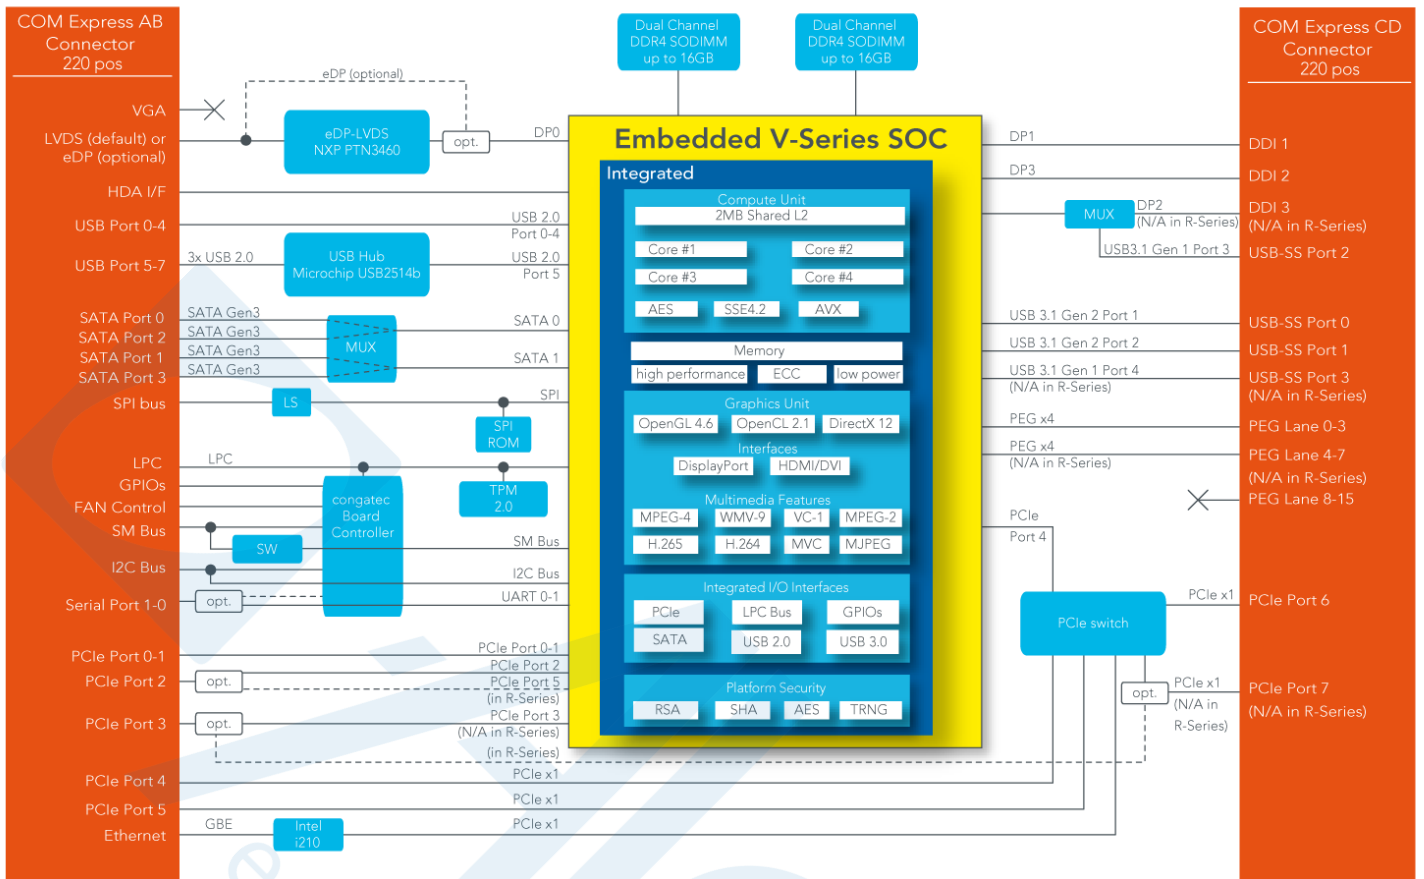 COM Express AB
Connector
220 pos
VGA
LVDS (default) or
eDP (optional)
HDA I/F
USB Port 0-4
USB Port 5-7
SATA Port 0
SATA Port 2
SATA Port 1
SATA Port 3
SPI bus
LPC
GPIOs
FAN Control
SM Bus
I2C Bus
Serial Port 1-0
PCIe Port 0-1
PCIe Port 2
PCIe Port 3
PCIe Port 4
PCIe Port 5
Ethernet
eDP (optional)
eDP-LVDS
NXP PTN3460
opt.
DP0
USB 2.0
Port 0-4
3x USB 2.0
USB Hub
Microchip USB2514b
USB 2.0
Port 5
SATA Gen3
SATA Gen3
SATA Gen3
SATA Gen3
MUX
SATA 0
SATA 1
LS
SPI
SPI
ROM
LPC
TPM
2.0
congatec
Board
Controller
SW
SM Bus
I2C Bus
opt.
UART 0-1
PCIe Port 0-1
PCIe Port 2
opt.
PCIe Port 5
(in R-Series)
opt.
PCIe Port 3
(N/A in R-Series)
(in R-Series)
PCIe x1
PCIe x1
GBE
Intel
i210
PCIe x1
Dual Channel
DDR4 SODIMM
up to 16GB
Dual Channel
DDR4 SODIMM
up to 16GB
Embedded V-Series SOC
Integrated
Compute Unit
2MB Shared L2
Core #1
Core #2
Core #3
Core #4
AES
SSE4.2
AVX
Memory
high performance
ECC
low power
Graphics Unit
OpenGL 4.6
OpenCL 2.1
DirectX 12
Interfaces
DisplayPort
HDMI/DVI
Multimedia Features
MPEG-4
WMV-9
VC-1
MPEG-2
H.265
H.264
MVC
MJPEG
Integrated I/O Interfaces
PCIe
LPC Bus
GPIOs
SATA
USB 2.0
USB 3.0
Platform Security
RSA
SHA
AES
TRNG
DP1
DP3
MUX
DP2
(N/A in R-Series)
USB3.1 Gen 1 Port 3
USB 3.1 Gen 2 Port 1
USB 3.1 Gen 2 Port 2
USB 3.1 Gen 1 Port 4
(N/A in R-Series)
PEG x4
PEG x4
(N/A in R-Series)
PCIe
Port 4
PCIe switch
PCIe x1
opt.
PCIe x1
(N/A in
R-Series)
COM Express CD
Connector
220 pos
DDI 1
DDI 2
DDI 3
(N/A in R-Series)
USB-SS Port 2
USB-SS Port 0
USB-SS Port 1
USB-SS Port 3
(N/A in R-Series)
PEG Lane 0-3
PEG Lane 4-7
(N/A in R-Series)
PEG Lane 8-15
PCIe Port 6
PCIe Port 7
(N/A in R-Series)